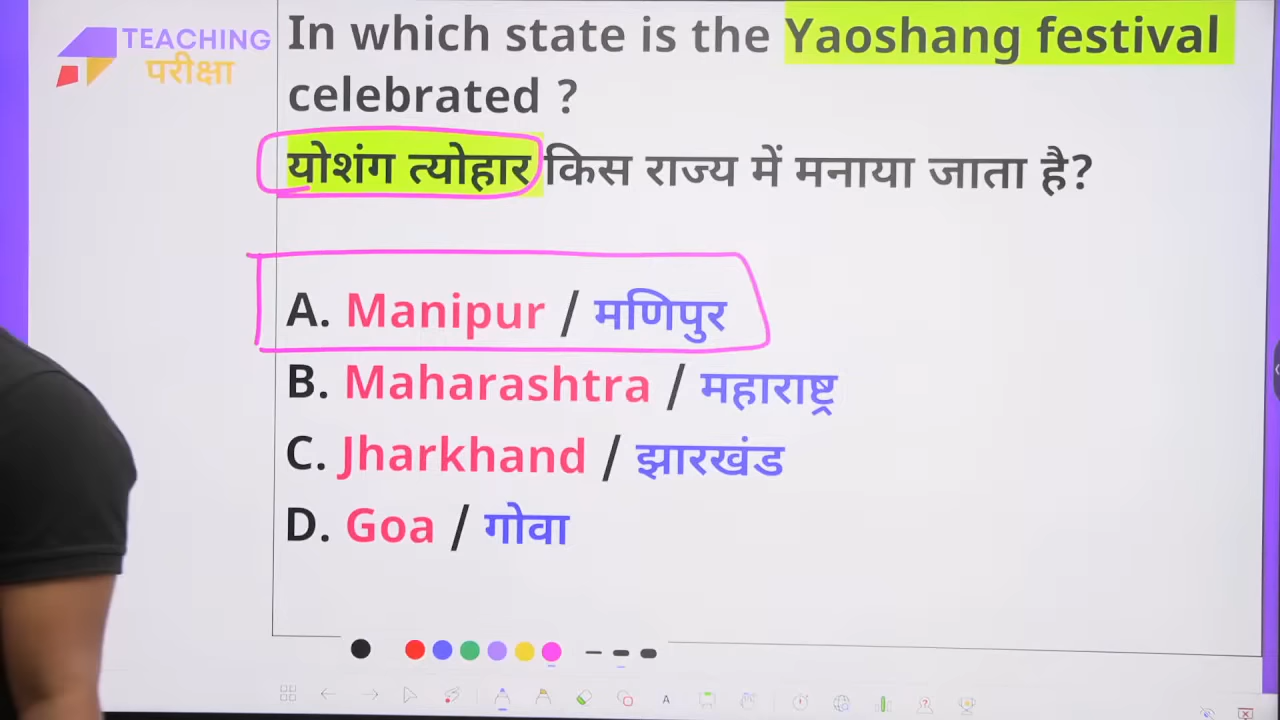 TEACHING
परीक्षा
In which state is the Yaoshang festival
celebrated ?
योशंग त्योहार किस राज्य में मनाया जाता है?
A. Manipur / मणिपुर
B. Maharashtra / महाराष्ट्र
C. Jharkhand / झारखंड
D. Goa / गोवा
A